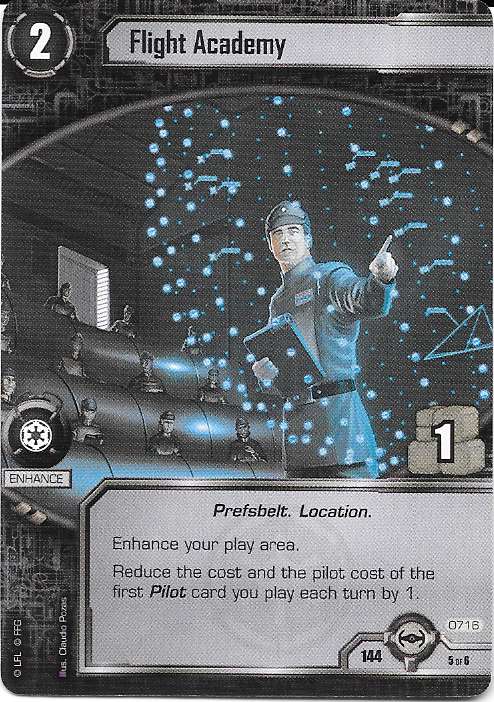 2
Flight Academy
ENHANCE
1
Prefsbelt. Location.
Enhance your play area.
Reduce the cost and the pilot cost of the
first Pilot card you play each turn by 1.
0716
144
5 OF 6
© LFL © FFG
Illus. Claudio Pozas